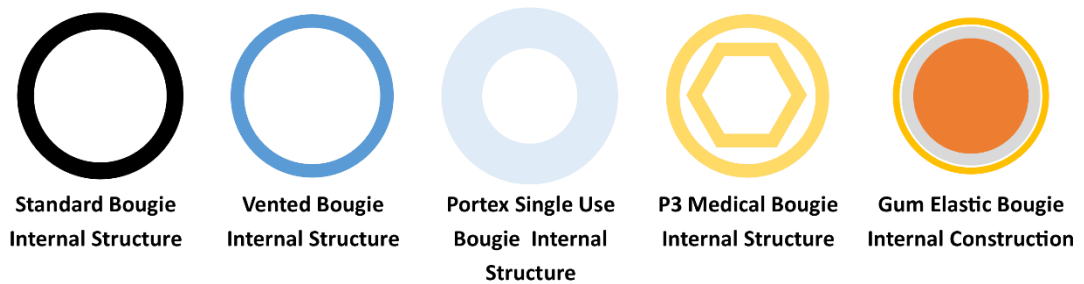 Standard Bougie
Internal Structure
Vented Bougie
Internal Structure
Portex Single Use
Bougie Internal
Structure
P3 Medical Bougie
Internal Structure
Gum Elastic Bougie
Internal Construction